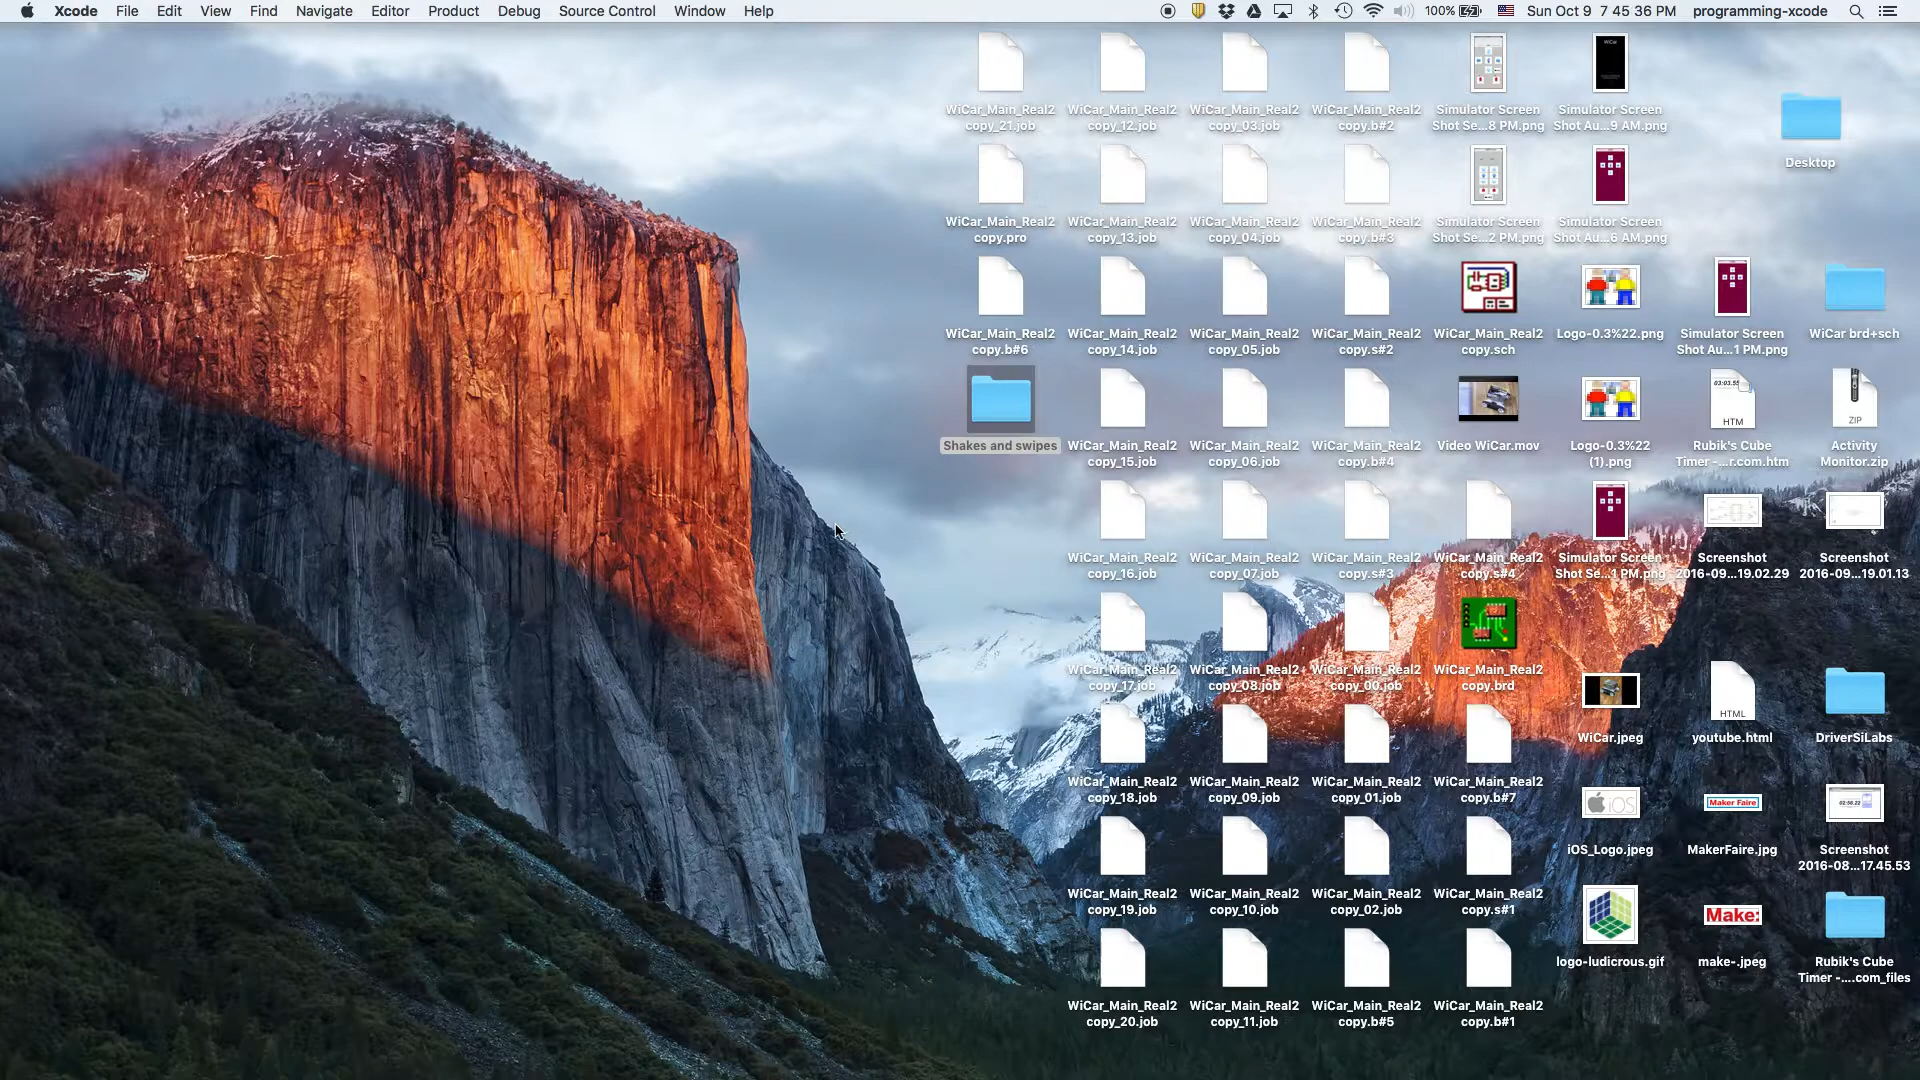 Xcode File Edit View Find Navigate Editor Product Debug Source Control Window Help 100% Sun Oct 9 7 45 36 PM programming-xcode
WiCar_Main_Real2 WiCar_Main_Real2 WiCar_Main_Real2 WiCar_Main_Real2 Simulator Screen Simulator Screen
copy_21.job copy_12.job copy_03.job copy.b#2 Shot Se...8 PM.png Shot Au...9 AM.png
Desktop
WiCar_Main_Real2 WiCar_Main_Real2 WiCar_Main_Real2 WiCar_Main_Real2 Simulator Screen Simulator Screen
copy.pro copy_13.job copy_04.job copy.b#3 Shot Se...2 PM.png Shot Au...6 AM.png
WiCar_Main_Real2 WiCar_Main_Real2 WiCar_Main_Real2 WiCar_Main_Real2 WiCar_Main_Real2 Logo-0.3%22.png Simulator Screen WiCar brd+sch
copy.b#6 copy_14.job copy_05.job copy.s#2 copy.sch Shot Au...1 PM.png
HTM ZIP
Shakes and swipes WiCar_Main_Real2 WiCar_Main_Real2 WiCar_Main_Real2 Video WiCar.mov Logo-0.3%22 Rubik's Cube Activity
copy_15.job copy_06.job copy.b#4 (1).png Timer -...r.com.htm Monitor.zip
WiCar_Main_Real2 WiCar_Main_Real2 WiCar_Main_Real2 WiCar_Main_Real2 Simulator Screen Screenshot Screenshot
copy_16.job copy_07.job copy.s#3 copy.s#4 Shot Se...1 PM.png 2016-09...19.02.29 2016-09...19.01.13
WiCar_Main_Real2 WiCar_Main_Real2 WiCar_Main_Real2 WiCar_Main_Real2
copy_17.job copy_08.job copy_00.job copy.brd
HTML
WiCar.jpeg youtube.html DriverSiLabs
WiCar_Main_Real2 WiCar_Main_Real2 WiCar_Main_Real2 WiCar_Main_Real2
copy_18.job copy_09.job copy_01.job copy.b#7
iOS Maker Faire 02:56.22
iOS_Logo.jpeg MakerFaire.jpg Screenshot
2016-08...17.45.53
WiCar_Main_Real2 WiCar_Main_Real2 WiCar_Main_Real2 WiCar_Main_Real2
copy_19.job copy_10.job copy_02.job copy.s#1
Make:
logo-ludicrous.gif make-.jpeg Rubik's Cube
Timer -....com_files
WiCar_Main_Real2 WiCar_Main_Real2 WiCar_Main_Real2 WiCar_Main_Real2
copy_20.job copy_11.job copy.b#5 copy.b#1